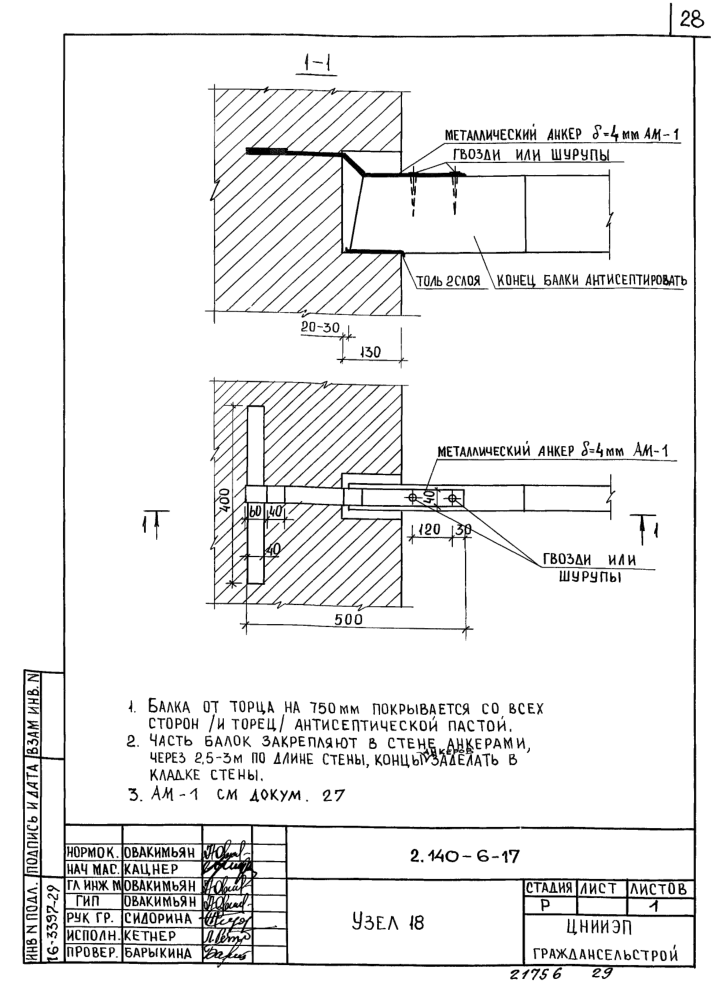 28
1-1
МЕТАЛЛИЧЕСКИЙ АНКЕР δ=4мм АМ-1
ГВОЗДИ ИЛИ ШУРУПЫ
ТОЛЬ 2 СЛОЯ
КОНЕЦ БАЛКИ АНТИСЕПТИРОВАТЬ
20-30
130
МЕТАЛЛИЧЕСКИЙ АНКЕР δ=4мм АМ-1
400
60
40
40
40
120
30
1
1
ГВОЗДИ ИЛИ
ШУРУПЫ
500
1. БАЛКА ОТ ТОРЦА НА 750мм ПОКРЫВАЕТСЯ СО ВСЕХ
СТОРОН /И ТОРЕЦ/ АНТИСЕПТИЧЕСКОЙ ПАСТОЙ.
2. ЧАСТЬ БАЛОК ЗАКРЕПЛЯЮТ В СТЕНЕ АНКЕРАМИ,
ЧЕРЕЗ 2,5-3м ПО ДЛИНЕ СТЕНЫ, КОНЦЫ АНКЕРОВ ЗАДЕЛАТЬ В
КЛАДКЕ СТЕНЫ.
3. АМ-1 СМ ДОКУМ. 27
ВЗАМ ИНВ. N
ПОДПИСЬ И ДАТА
ИНВ N ПОДЛ.
16-3397-29
НОРМОК. ОВАКИМЬЯН
НАЧ МАС. КАЦНЕР
ГЛ ИНЖ М ОВАКИМЬЯН
ГИП ОВАКИМЬЯН
РУК ГР. СИДОРИНА
ИСПОЛН. КЕТНЕР
ПРОВЕР. БАРЫКИНА
2.140-6-17
УЗЕЛ 18
СТАДИЯ ЛИСТ ЛИСТОВ
Р 1
ЦНИИЭП
ГРАЖДАНСЕЛЬСТРОЙ
21756 29